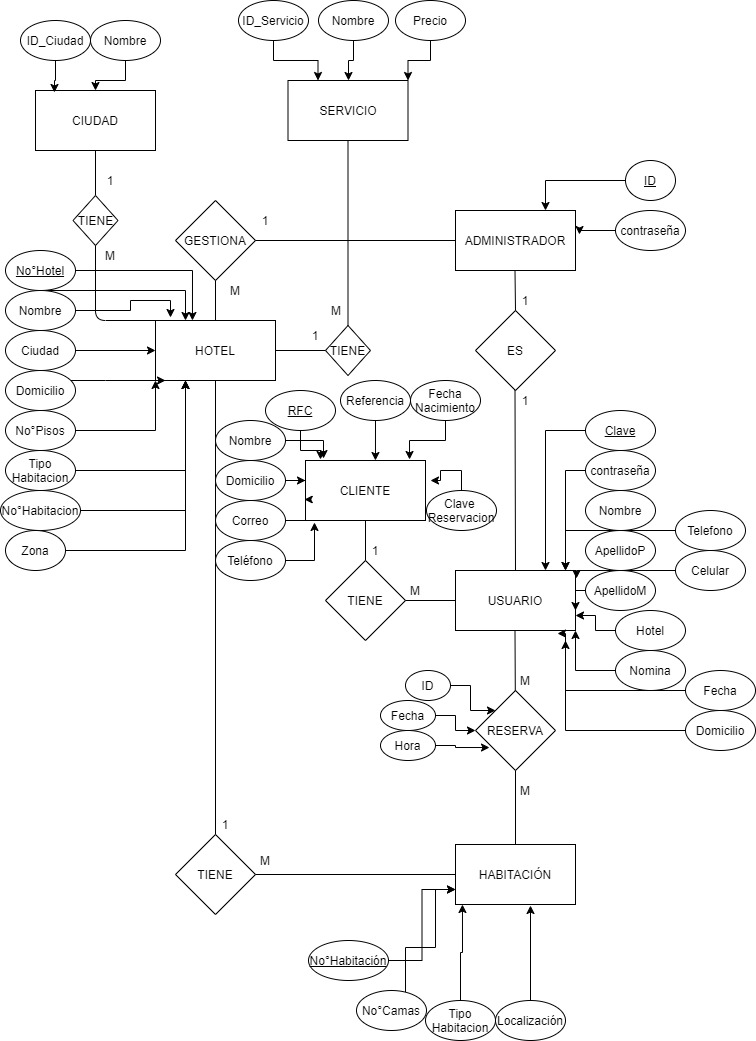 ID_Ciudad
Nombre
CIUDAD
1
TIENE
M
ID_Servicio
Nombre
Precio
SERVICIO
M
TIENE
1
GESTIONA
1
M
ADMINISTRADOR
ID
contraseña
1
ES
1
No°Hotel
Nombre
Ciudad
Domicilio
No°Pisos
Tipo
Habitacion
No°Habitacion
Zona
HOTEL
RFC
Referencia
Fecha
Nacimiento
Nombre
Domicilio
Correo
Teléfono
CLIENTE
Clave
Reservacion
1
TIENE
M
USUARIO
Clave
contraseña
Nombre
ApellidoP
ApellidoM
Telefono
Celular
Hotel
Nomina
Fecha
Domicilio
M
ID
Fecha
Hora
RESERVA
M
1
TIENE
M
HABITACIÓN
No°Habitación
No°Camas
Tipo
Habitacion
Localización